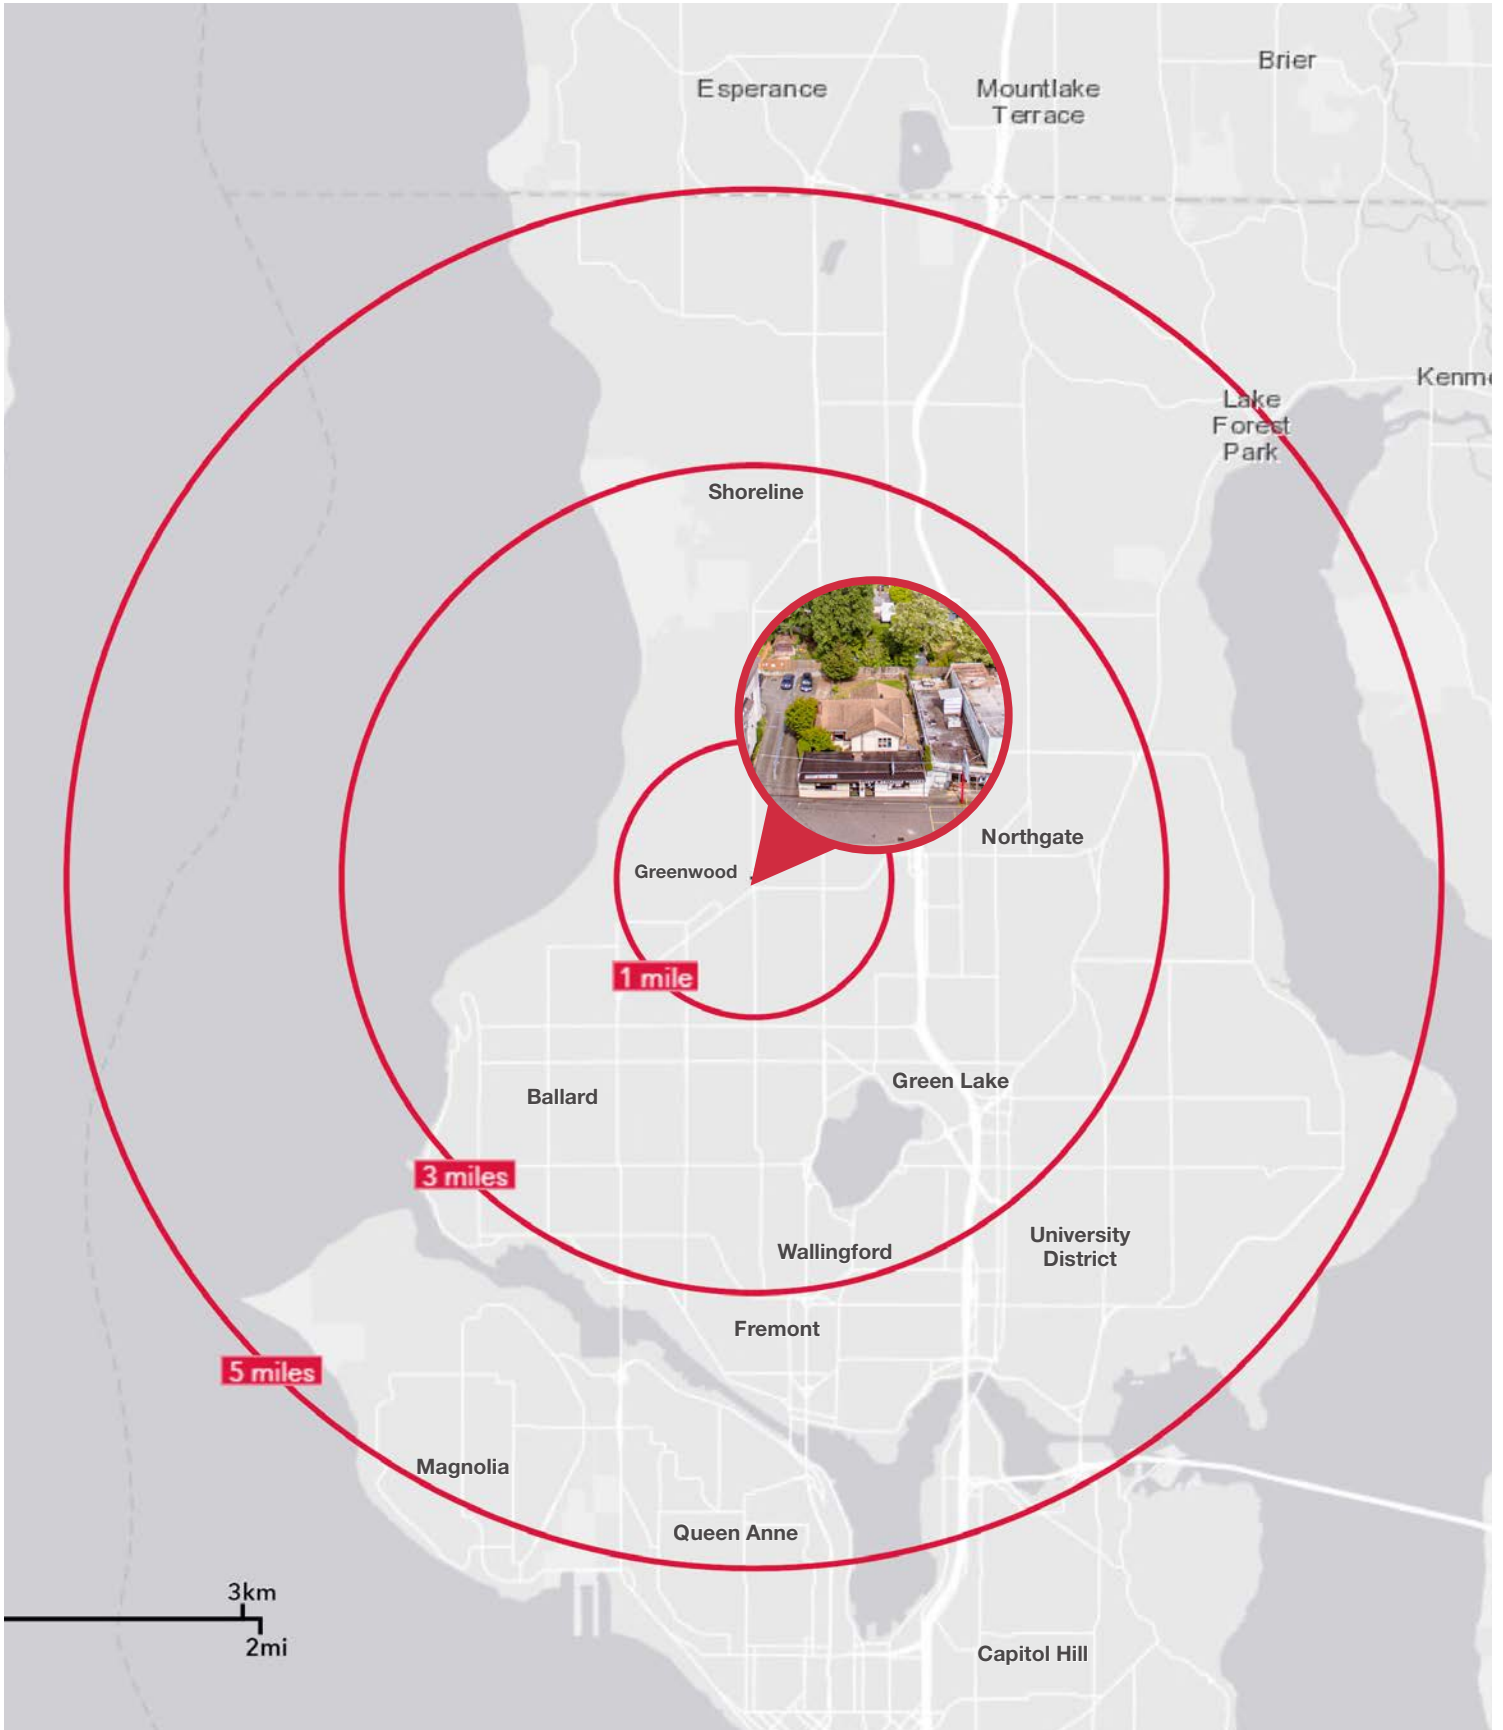 Brier
Esperance
Mountlake
Terrace
Kenm
Lake
Forest
Park
Shoreline
Northgate
Greenwood
1 mile
Green Lake
Ballard
3 miles
University
District
Wallingford
Fremont
5 miles
Magnolia
Queen Anne
3km
2mi
Capitol Hill